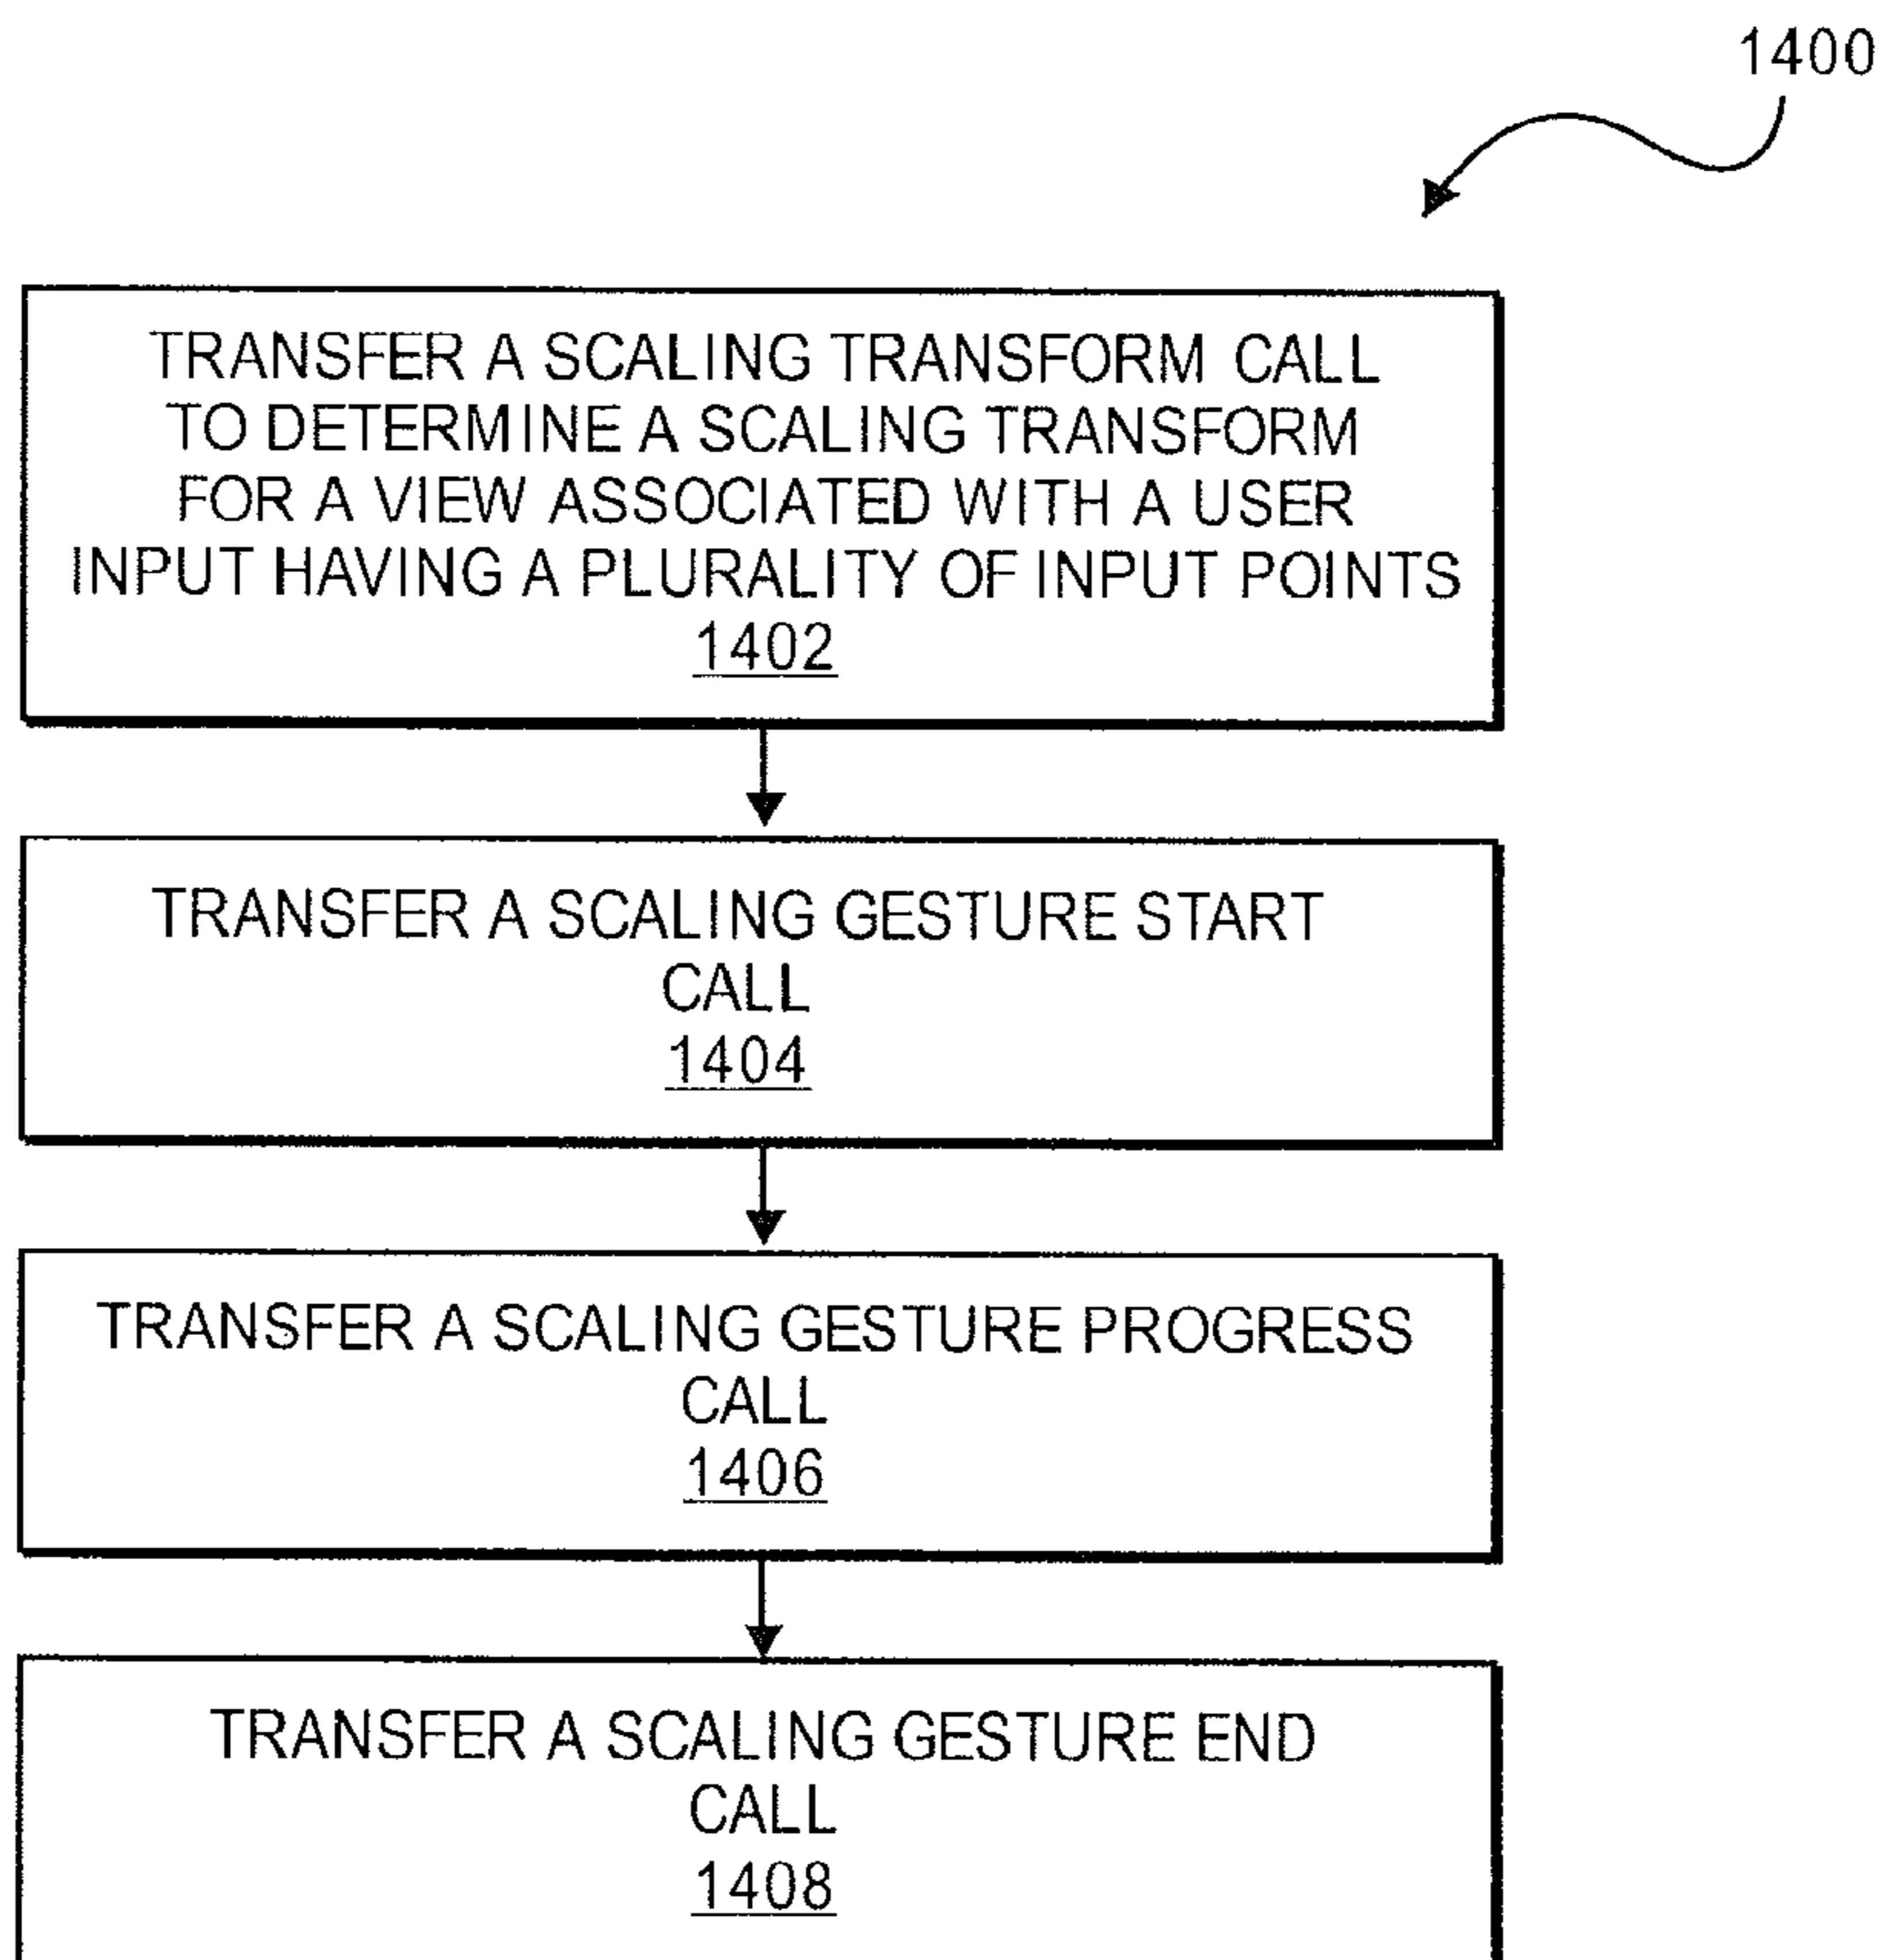 1400
TRANSFER A SCALING TRANSFORM CALL
TO DETERMINE A SCALING TRANSFORM
FOR A VIEW ASSOCIATED WITH A USER
INPUT HAVING A PLURALITY OF INPUT POINTS
1402
TRANSFER A SCALING GESTURE START
CALL
1404
TRANSFER A SCALING GESTURE PROGRESS
CALL
1406
TRANSFER A SCALING GESTURE END
CALL
1408